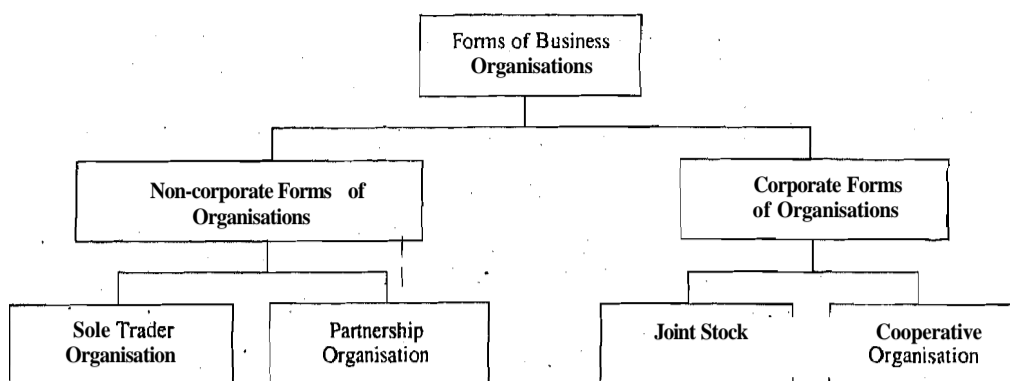 Forms of Business
Organisations
Non-corporate Forms of
Organisations
Corporate Forms
of Organisations
Sole Trader
Organisation
Partnership
Organisation
Joint Stock
Cooperative
Organisation